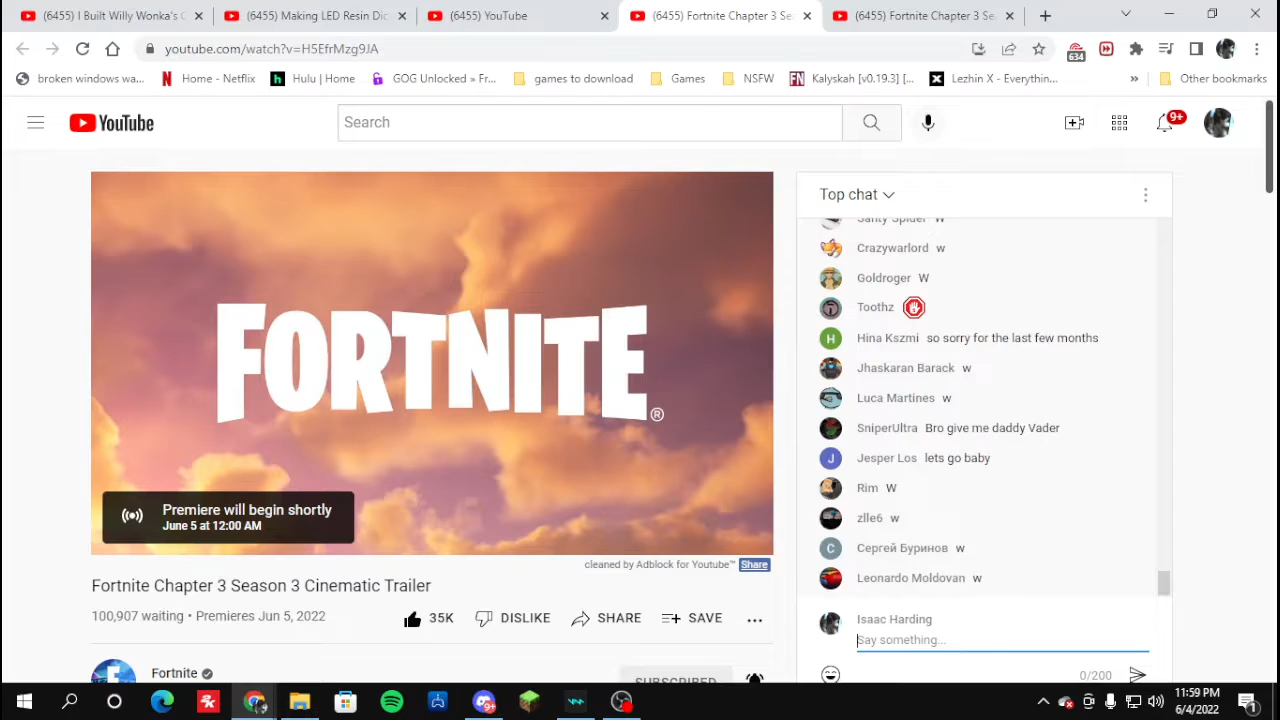 (6455) I Built Willy Wonka's C
(6455) Making LED Resin Dic
(6455) YouTube
(6455) Fortnite Chapter 3 Se
(6455) Fortnite Chapter 3 Se
youtube.com/watch?v=H5EfrMzg9JA
634
broken windows wa...
Home - Netflix
Hulu | Home
GOG Unlocked » Fr...
games to download
Games
NSFW
Kalyskah [v0.19.3] [...
Lezhin X - Everythin...
»
Other bookmarks
YouTube
Search
9+
FORTNITE®
Premiere will begin shortly
June 5 at 12:00 AM
cleaned by Adblock for Youtube™ Share
Fortnite Chapter 3 Season 3 Cinematic Trailer
100,907 waiting • Premieres Jun 5, 2022
35K
DISLIKE
SHARE
SAVE
...
Fortnite
SUBSCRIBED
Top chat
Santy Spider w
Crazywarlord w
Goldroger W
Toothz
Hina Kszmi so sorry for the last few months
Jhaskaran Barack w
Luca Martines w
SniperUltra Bro give me daddy Vader
Jesper Los lets go baby
Rim W
zlle6 w
Сергей Буринов w
Leonardo Moldovan w
Isaac Harding
Say something...
0/200
11:59 PM
6/4/2022